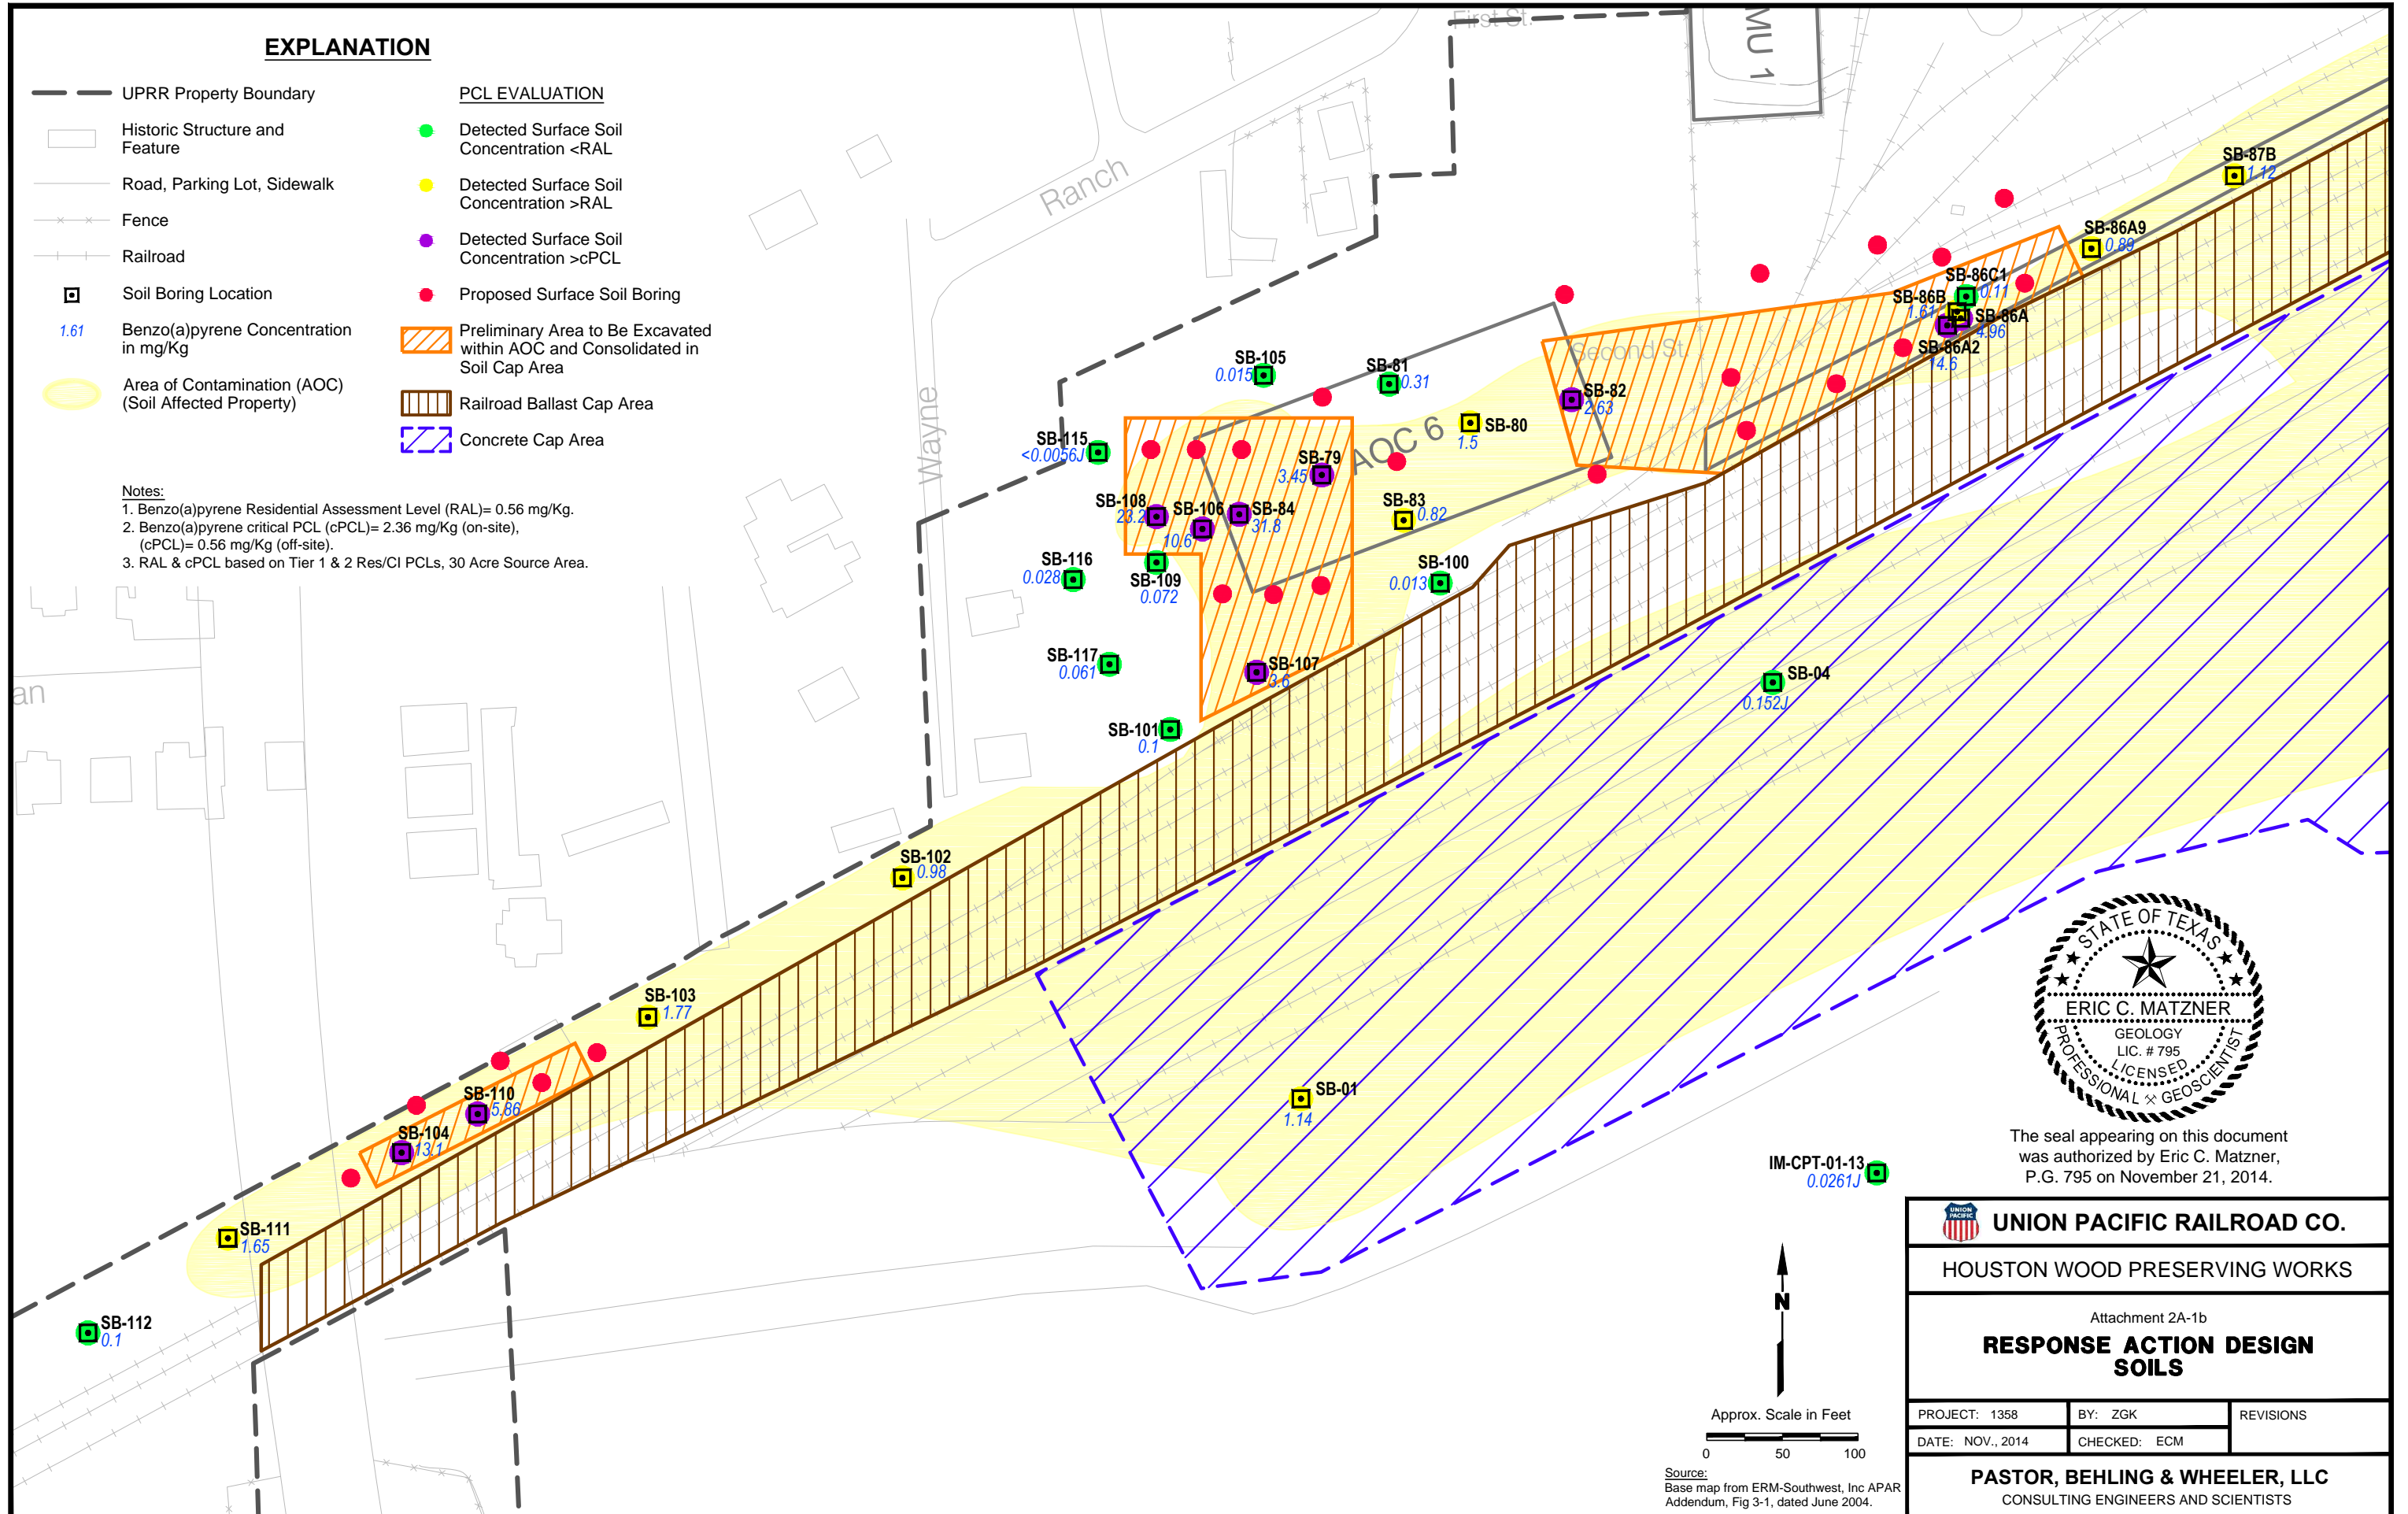 EXPLANATION
UPRR Property Boundary
Historic Structure and
Feature
Road, Parking Lot, Sidewalk
Fence
Railroad
Soil Boring Location
1.61
Benzo(a)pyrene Concentration
in mg/Kg
Area of Contamination (AOC)
(Soil Affected Property)
PCL EVALUATION
Detected Surface Soil
Concentration <RAL
Detected Surface Soil
Concentration >RAL
Detected Surface Soil
Concentration >cPCL
Proposed Surface Soil Boring
Preliminary Area to Be Excavated
within AOC and Consolidated in
Soil Cap Area
Railroad Ballast Cap Area
Concrete Cap Area
Notes:
1. Benzo(a)pyrene Residential Assessment Level (RAL)= 0.56 mg/Kg.
2. Benzo(a)pyrene critical PCL (cPCL)= 2.36 mg/Kg (on-site),
(cPCL)= 0.56 mg/Kg (off-site).
3. RAL & cPCL based on Tier 1 & 2 Res/CI PCLs, 30 Acre Source Area.
First St.
MU 1
Ranch
Wayne
Second St.
AOC 6
an
SB-87B
1.12
SB-86A9
0.89
SB-86C1
0.11
SB-86B
1.61
SB-86A
4.96
SB-86A2
14.6
SB-105
0.015
SB-81
0.31
SB-82
2.63
SB-80
1.5
SB-115
<0.0056J
SB-79
3.45
SB-108
23.2
SB-106
10.6
SB-84
31.8
SB-83
0.82
SB-116
0.028
SB-109
0.072
SB-100
0.013
SB-117
0.061
SB-107
3.6
SB-04
0.152J
SB-101
0.1
SB-102
0.98
SB-103
1.77
SB-110
5.86
SB-104
13.1
SB-01
1.14
SB-111
1.65
SB-112
0.1
IM-CPT-01-13
0.0261J
STATE OF TEXAS
ERIC C. MATZNER
GEOLOGY
LIC. # 795
LICENSED
PROFESSIONAL GEOSCIENTIST
The seal appearing on this document
was authorized by Eric C. Matzner,
P.G. 795 on November 21, 2014.
N
Approx. Scale in Feet
0 50 100
Source:
Base map from ERM-Southwest, Inc APAR
Addendum, Fig 3-1, dated June 2004.
UNION PACIFIC
UNION PACIFIC RAILROAD CO.
HOUSTON WOOD PRESERVING WORKS
Attachment 2A-1b
RESPONSE ACTION DESIGN
SOILS
PROJECT: 1358
BY: ZGK
REVISIONS
DATE: NOV., 2014
CHECKED: ECM
PASTOR, BEHLING & WHEELER, LLC
CONSULTING ENGINEERS AND SCIENTISTS